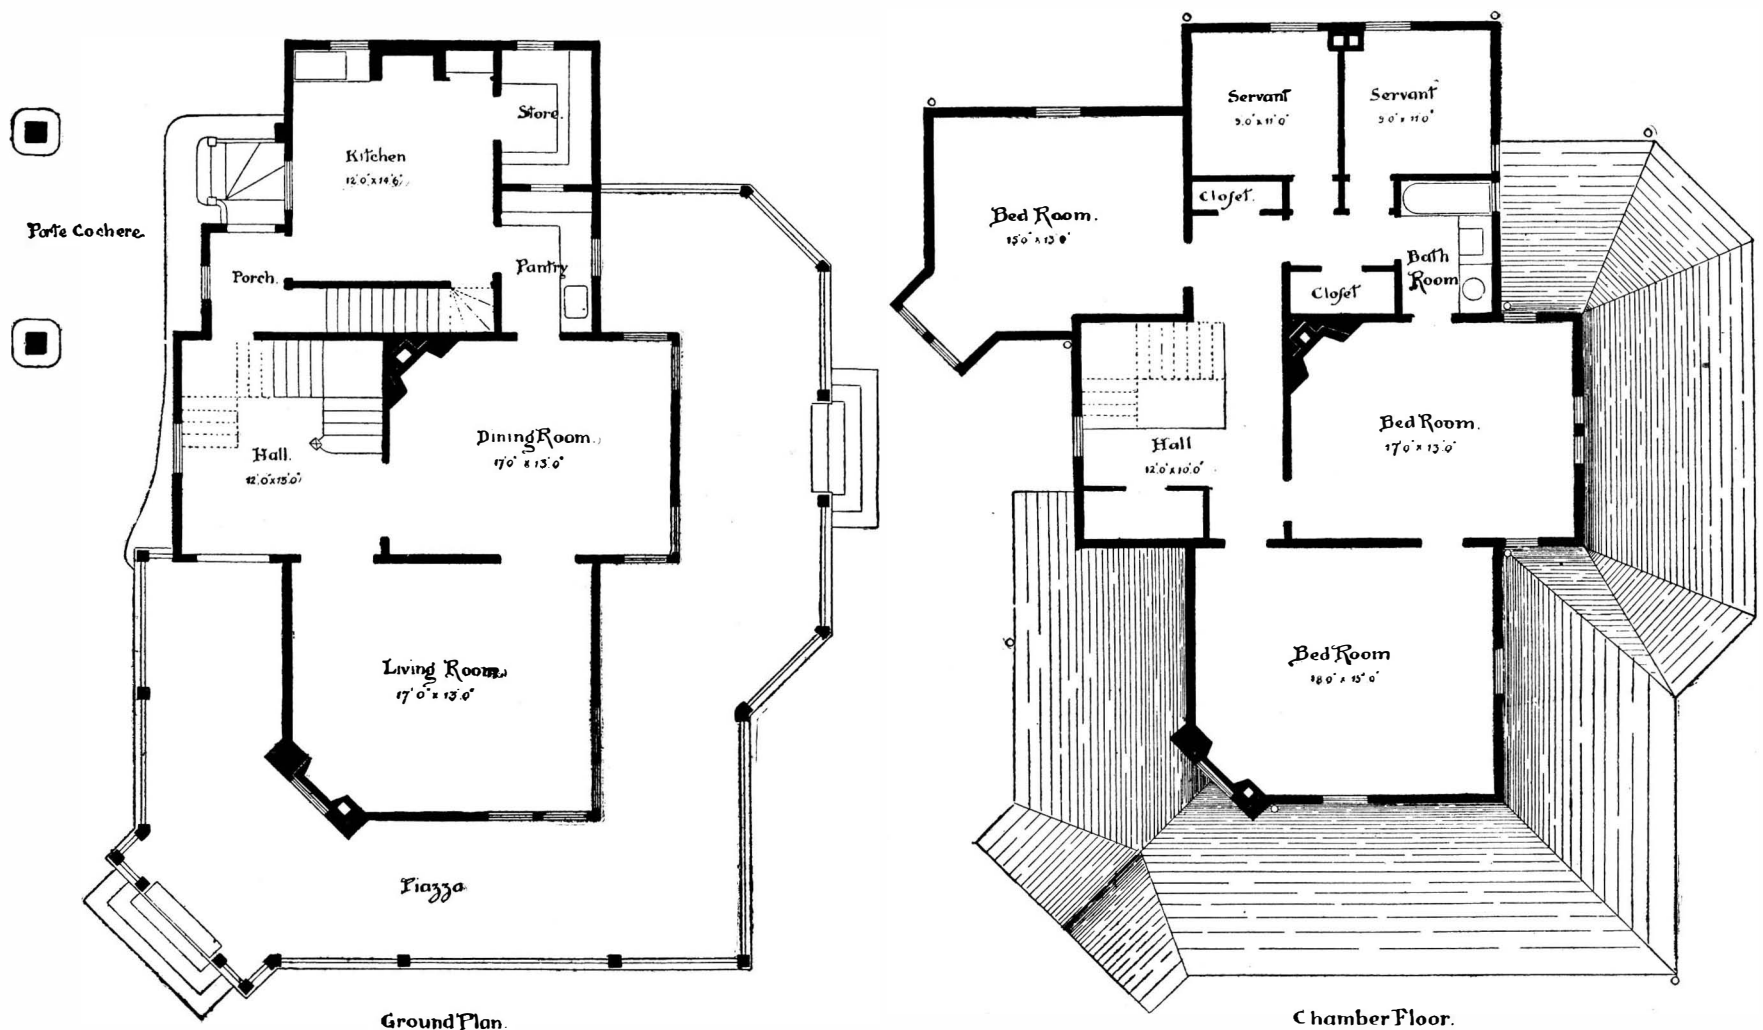 Store.
Kitchen
12'.0" x 14'.6"
Porte Cochere.
Porch.
Pantry
Dining Room.
17'.0" x 13'.0"
Hall.
12'.0" x 15'.0"
Living Room.
17'.0" x 13'.0"
Piazza
Ground Plan.
Servant
9.0" x 11'0"
Servant
9'0" x 11'0"
Closet.
Bed Room.
15'.0" x 13'.0"
Bath
Room
Closet
Bed Room.
17'.0" x 13'.0"
Hall
12'.0" x 10'.0"
Bed Room
18'.0" x 15'.0"
Chamber Floor.